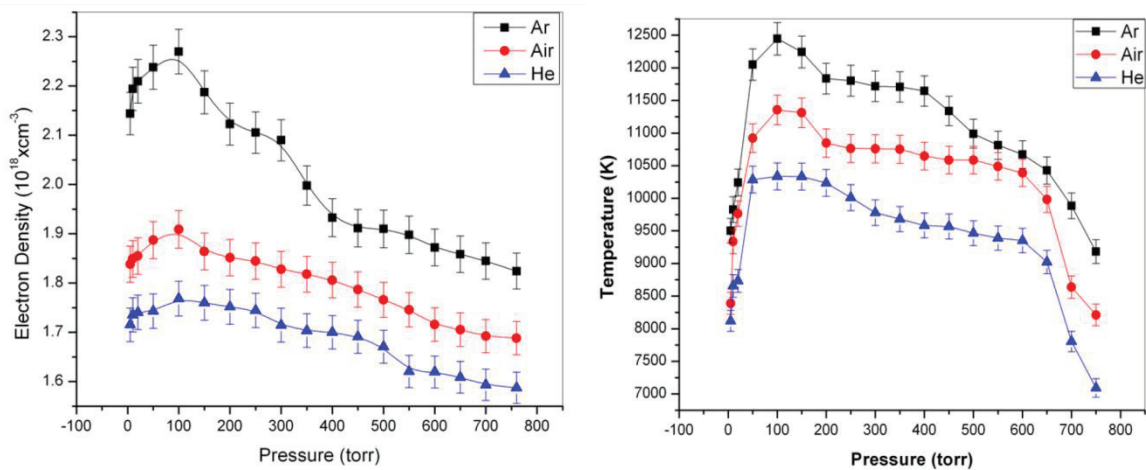 2.3
2.2
2.1
2.0
1.9
1.8
1.7
1.6
Electron Density (10^18xcm^-3)
-100 0 100 200 300 400 500 600 700 800
Pressure (torr)
Ar
Air
He
12500
12000
11500
11000
10500
10000
9500
9000
8500
8000
7500
7000
Temperature (K)
-100 0 100 200 300 400 500 600 700 800
Pressure (torr)
Ar
Air
He